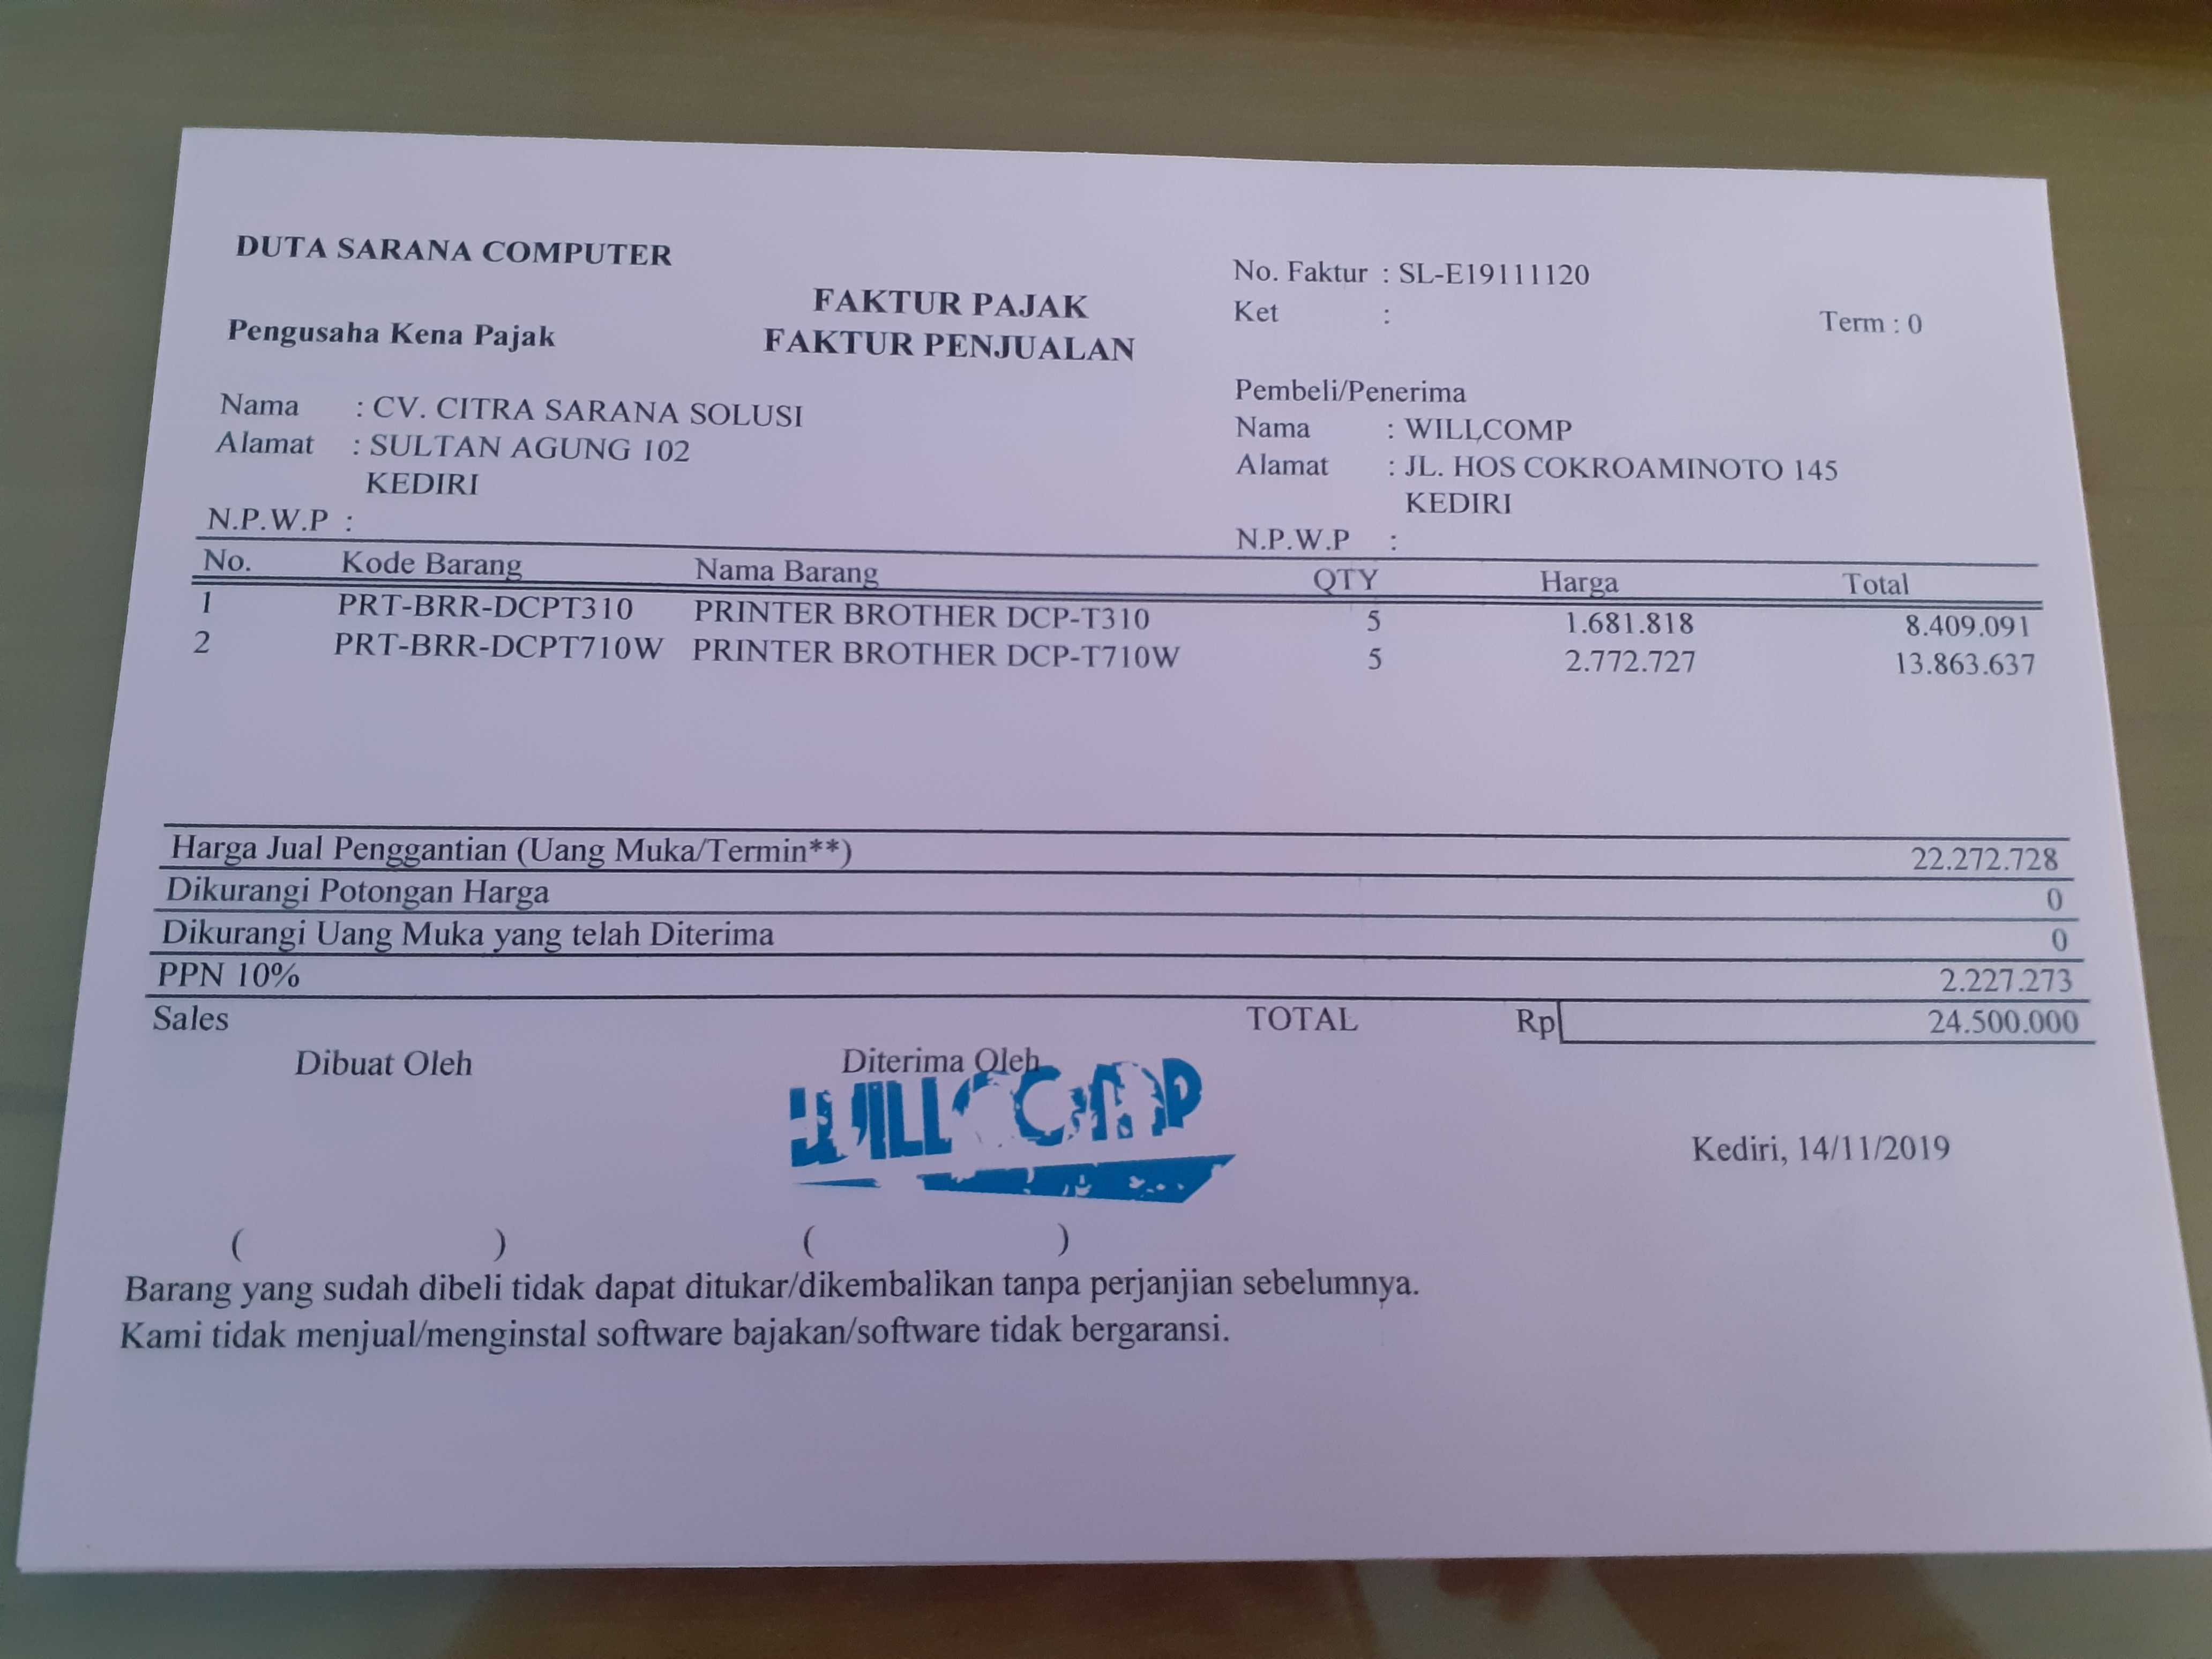 DUTA SARANA COMPUTER
FAKTUR PAJAK
FAKTUR PENJUALAN
No. Faktur : SL-E19111120
Ket :
Term : 0
Pengusaha Kena Pajak
Nama : CV. CITRA SARANA SOLUSI
Alamat : SULTAN AGUNG 102
KEDIRI
N.P.W.P :
Pembeli/Penerima
Nama : WILLCOMP
Alamat : JL. HOS COKROAMINOTO 145
KEDIRI
N.P.W.P :
No. Kode Barang Nama Barang QTY Harga Total
1 PRT-BRR-DCPT310 PRINTER BROTHER DCP-T310 5 1.681.818 8.409.091
2 PRT-BRR-DCPT710W PRINTER BROTHER DCP-T710W 5 2.772.727 13.863.637
Harga Jual Penggantian (Uang Muka/Termin**) 22.272.728
Dikurangi Potongan Harga 0
Dikurangi Uang Muka yang telah Diterima 0
PPN 10% 2.227.273
Sales TOTAL Rp 24.500.000
Dibuat Oleh Diterima Oleh
WILLCOMP
Kediri, 14/11/2019
( ) ( )
Barang yang sudah dibeli tidak dapat ditukar/dikembalikan tanpa perjanjian sebelumnya.
Kami tidak menjual/menginstal software bajakan/software tidak bergaransi.